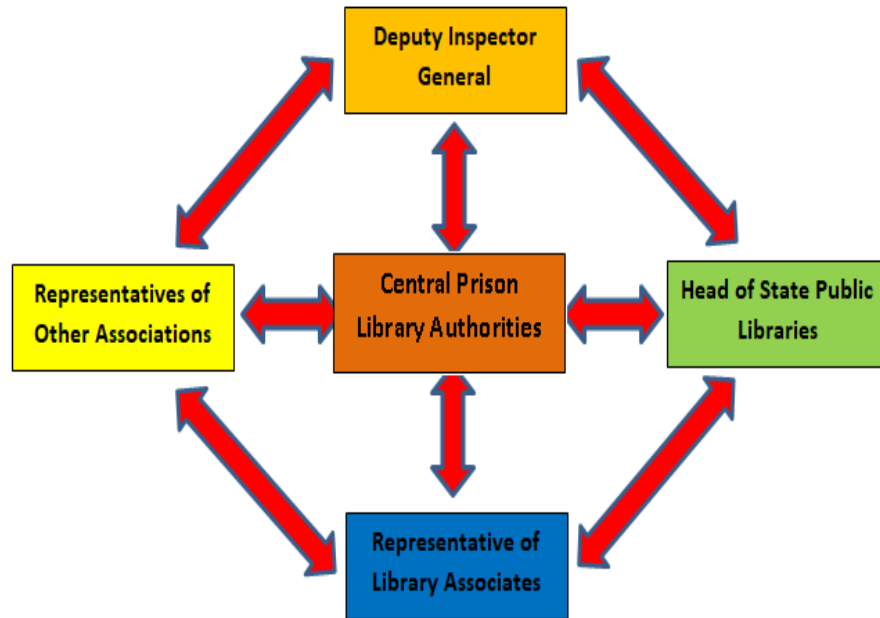 Deputy Inspector
General
Representatives of
Other Associations
Central Prison
Library Authorities
Head of State Public
Libraries
Representative of
Library Associates